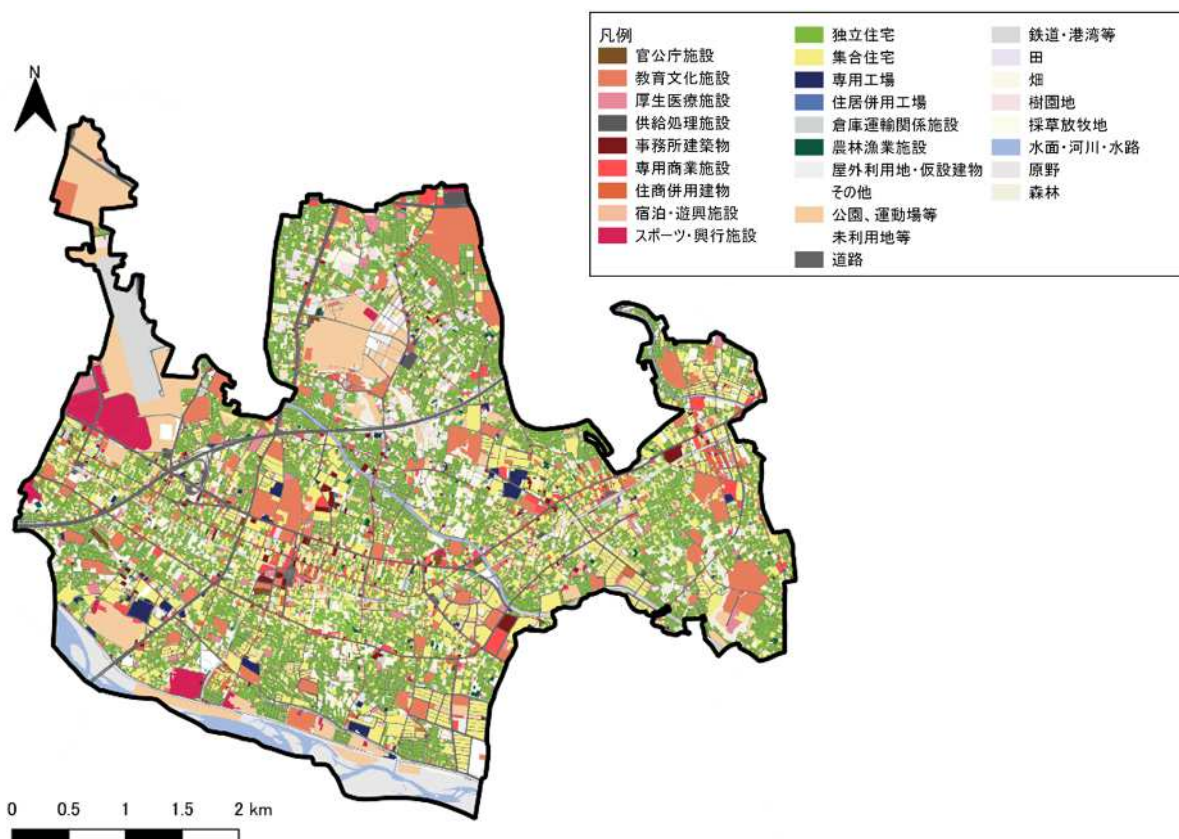 凡例
官公庁施設
教育文化施設
厚生医療施設
供給処理施設
事務所建築物
専用商業施設
住商併用建物
宿泊・遊興施設
スポーツ・興行施設
独立住宅
集合住宅
専用工場
住居併用工場
倉庫運輸関係施設
農林漁業施設
屋外利用地・仮設建物
その他
公園、運動場等
未利用地等
道路
鉄道・港湾等
田
畑
樹園地
採草放牧地
水面・河川・水路
原野
森林
N
0 0.5 1 1.5 2 km